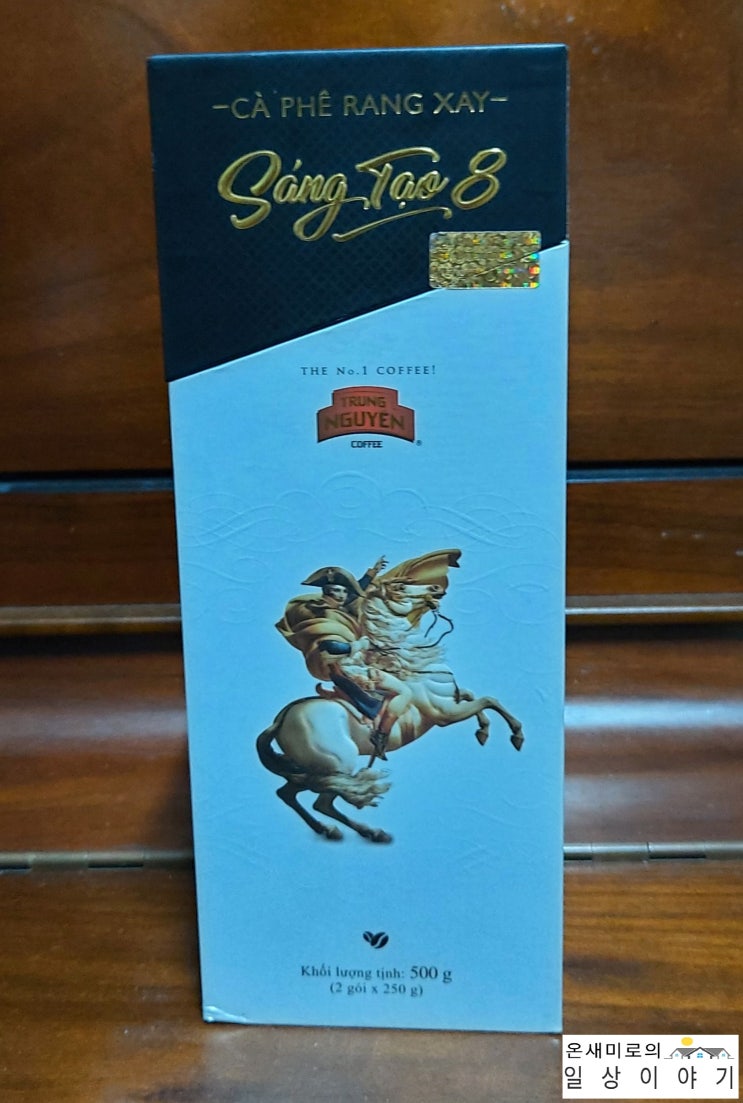 CÀ PHÊ RANG XAY
Sáng Tạo 8
THE No.1 COFFEE!
TRUNG
NGUYÊN
COFFEE ®
Khối lượng tịnh: 500 g
(2 gói x 250 g)
온새미로의
일상이야기